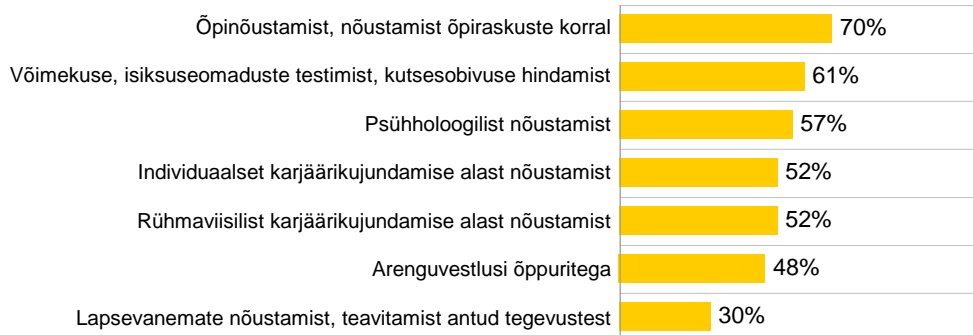 Õpinõustamist, nõustamist õpiraskuste korral 70%
Võimekuse, isiksuseomaduste testimist, kutsesobivuse hindamist 61%
Psühholoogilist nõustamist 57%
Individuaalset karjäärikujundamise alast nõustamist 52%
Rühmaviisilist karjäärikujundamise alast nõustamist 52%
Arenguvestlusi õppuritega 48%
Lapsevanemate nõustamist, teavitamist antud tegevustest 30%